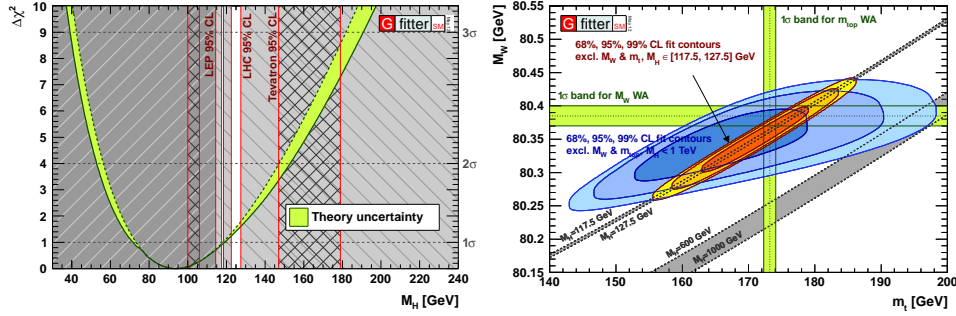 Δχ²
10
9
8
7
6
5
4
3
2
1
0
LEP 95% CL
LHC 95% CL
Tevatron 95% CL
G fitter SM
3σ
2σ
1σ
Theory uncertainty
40 60 80 100 120 140 160 180 200 220 240
M_H [GeV]
M_W [GeV]
80.55
80.5
80.45
80.4
80.35
80.3
80.25
80.2
80.15
68%, 95%, 99% CL fit contours
excl. M_W & m_t, M_H ∈ [117.5, 127.5] GeV
1σ band for m_top WA
G fitter SM
1σ band for M_W WA
68%, 95%, 99% CL fit contours
excl. M_W & m_top, M_H < 1 TeV
M_H=117.5 GeV
M_H=127.5 GeV
M_H=600 GeV
M_H=1000 GeV
140 150 160 170 180 190 200
m_t [GeV]